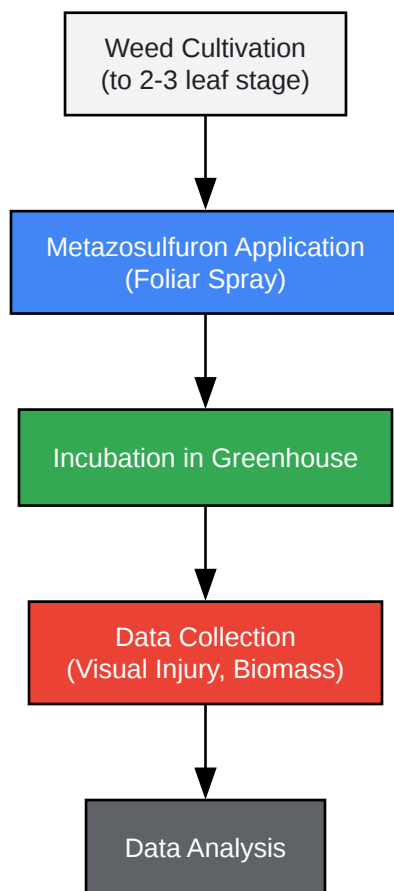 Weed Cultivation
(to 2-3 leaf stage)
Metazosulfuron Application
(Foliar Spray)
Incubation in Greenhouse
Data Collection
(Visual Injury, Biomass)
Data Analysis